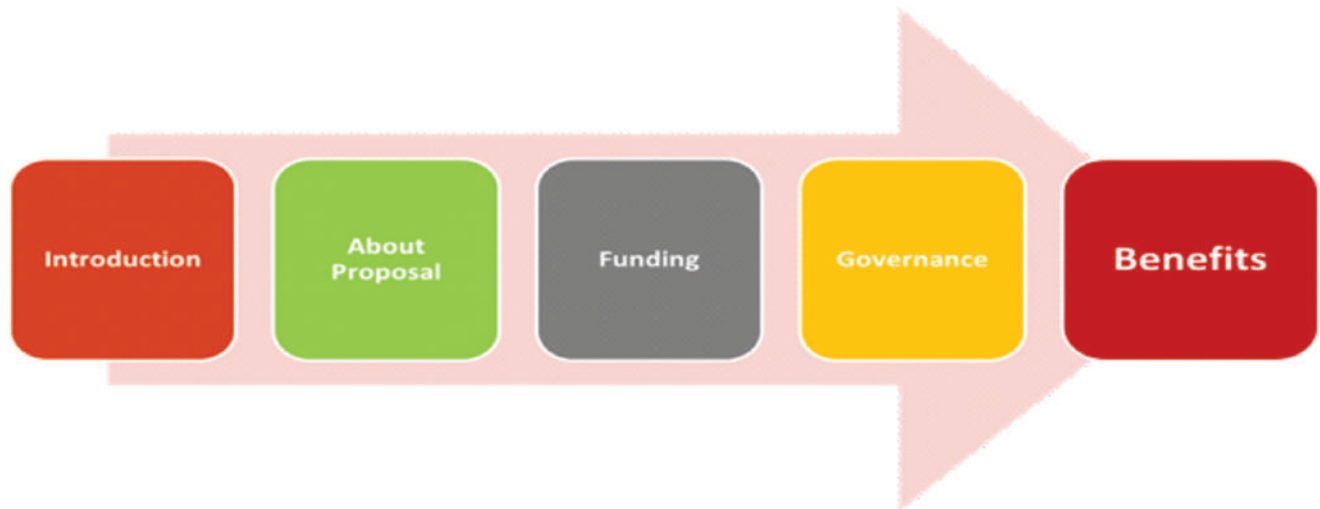 Introduction
About
Proposal
Funding
Governance
Benefits